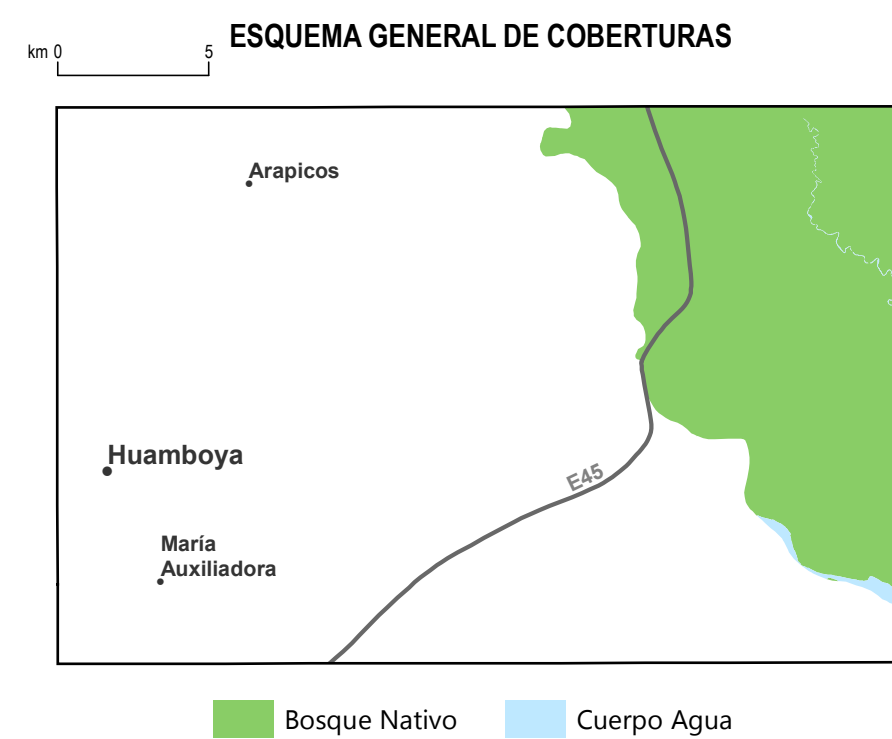 ESQUEMA GENERAL DE COBERTURAS
km 0 5
Arapicos
Huamboya
E45
María
Auxiliadora
Bosque Nativo
Cuerpo Agua